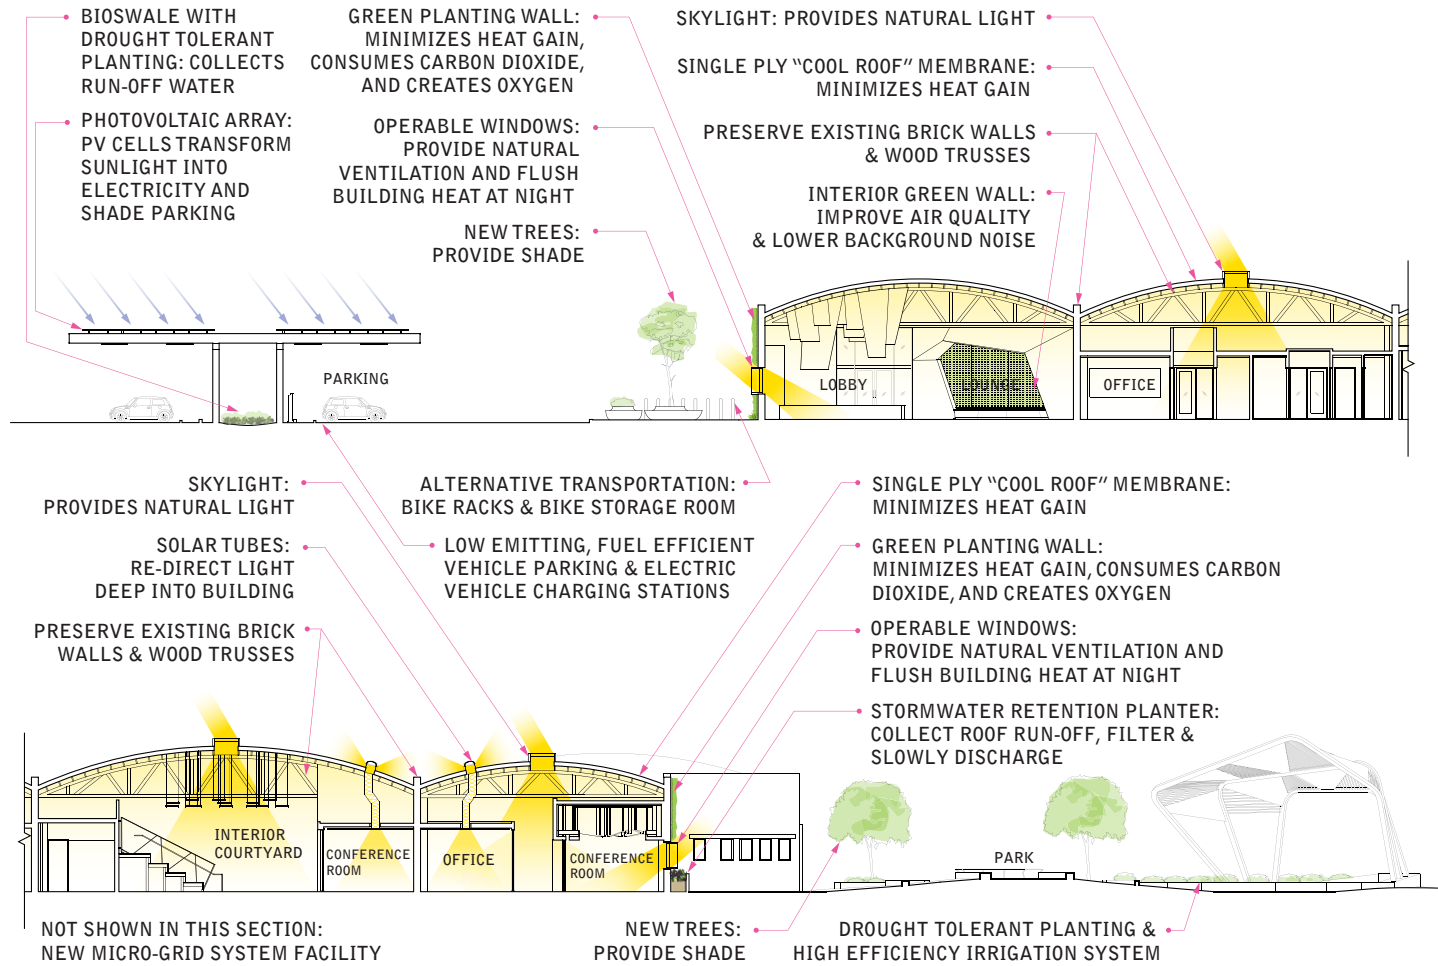 BIOSWALE WITH
DROUGHT TOLERANT
PLANTING: COLLECTS
RUN-OFF WATER
PHOTOVOLTAIC ARRAY:
PV CELLS TRANSFORM
SUNLIGHT INTO
ELECTRICITY AND
SHADE PARKING
GREEN PLANTING WALL:
MINIMIZES HEAT GAIN,
CONSUMES CARBON DIOXIDE,
AND CREATES OXYGEN
OPERABLE WINDOWS:
PROVIDE NATURAL
VENTILATION AND FLUSH
BUILDING HEAT AT NIGHT
NEW TREES:
PROVIDE SHADE
SKYLIGHT: PROVIDES NATURAL LIGHT
SINGLE PLY “COOL ROOF” MEMBRANE:
MINIMIZES HEAT GAIN
PRESERVE EXISTING BRICK WALLS
& WOOD TRUSSES
INTERIOR GREEN WALL:
IMPROVE AIR QUALITY
& LOWER BACKGROUND NOISE
PARKING
LOBBY
LOUNGE
OFFICE
SKYLIGHT:
PROVIDES NATURAL LIGHT
SOLAR TUBES:
RE-DIRECT LIGHT
DEEP INTO BUILDING
PRESERVE EXISTING BRICK
WALLS & WOOD TRUSSES
ALTERNATIVE TRANSPORTATION:
BIKE RACKS & BIKE STORAGE ROOM
LOW EMITTING, FUEL EFFICIENT
VEHICLE PARKING & ELECTRIC
VEHICLE CHARGING STATIONS
SINGLE PLY “COOL ROOF” MEMBRANE:
MINIMIZES HEAT GAIN
GREEN PLANTING WALL:
MINIMIZES HEAT GAIN, CONSUMES CARBON
DIOXIDE, AND CREATES OXYGEN
OPERABLE WINDOWS:
PROVIDE NATURAL VENTILATION AND
FLUSH BUILDING HEAT AT NIGHT
STORMWATER RETENTION PLANTER:
COLLECT ROOF RUN-OFF, FILTER &
SLOWLY DISCHARGE
INTERIOR
COURTYARD
CONFERENCE
ROOM
OFFICE
CONFERENCE
ROOM
PARK
NOT SHOWN IN THIS SECTION:
NEW MICRO-GRID SYSTEM FACILITY
NEW TREES:
PROVIDE SHADE
DROUGHT TOLERANT PLANTING &
HIGH EFFICIENCY IRRIGATION SYSTEM